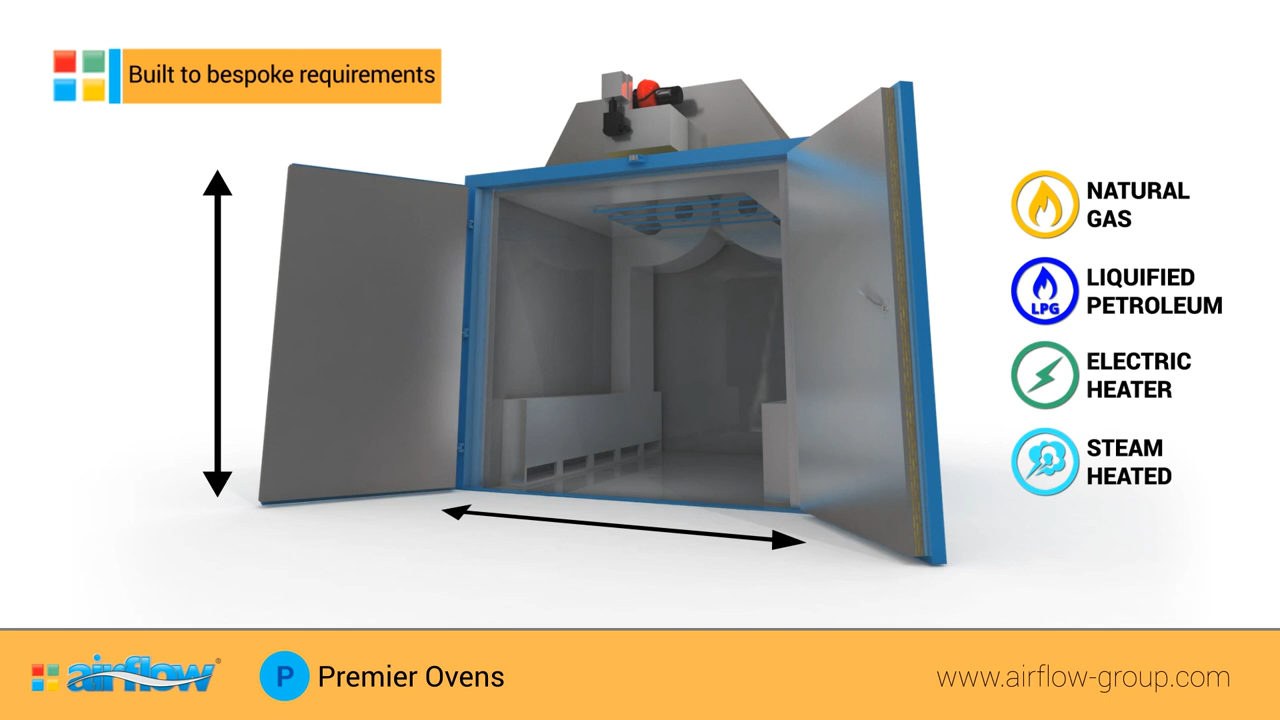 Built to bespoke requirements
NATURAL
GAS
LIQUIFIED
PETROLEUM
LPG
ELECTRIC
HEATER
STEAM
HEATED
airflow®
P
Premier Ovens
www.airflow-group.com